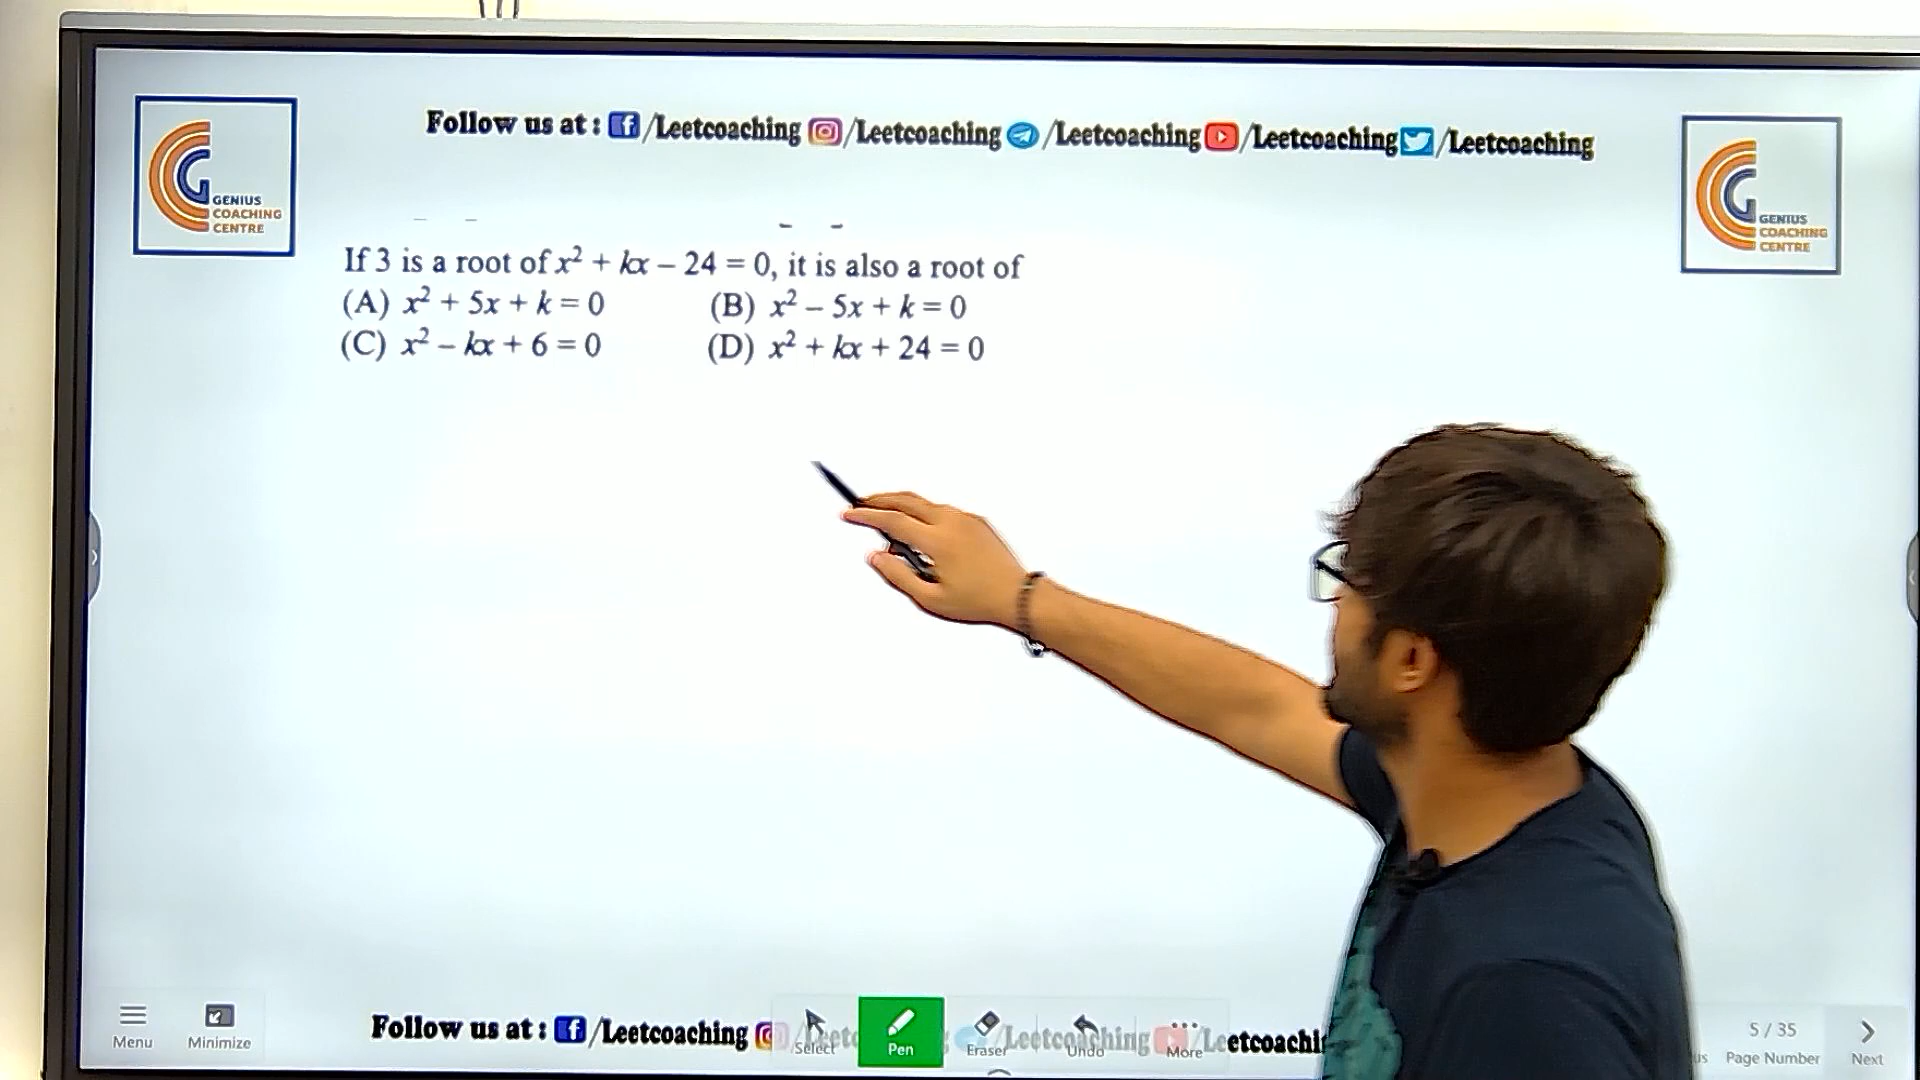 Follow us at : /Leetcoaching /Leetcoaching /Leetcoaching /Leetcoaching /Leetcoaching
GENIUS
COACHING
CENTRE
GENIUS
COACHING
CENTRE
If 3 is a root of x² + kx – 24 = 0, it is also a root of
(A) x² + 5x + k = 0 (B) x² – 5x + k = 0
(C) x² – kx + 6 = 0 (D) x² + kx + 24 = 0
Follow us at : /Leetcoaching
Menu Minimize Select Pen Eraser Undo More
5 / 35
Page Number Next